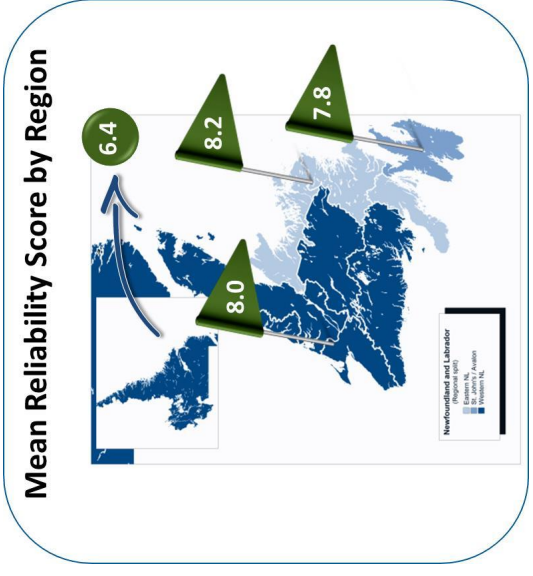 Mean Reliability Score by Region
6.4
8.2
7.8
8.0
Newfoundland and Labrador
(Regional split)
Eastern NL
St. John's / Avalon
Western NL